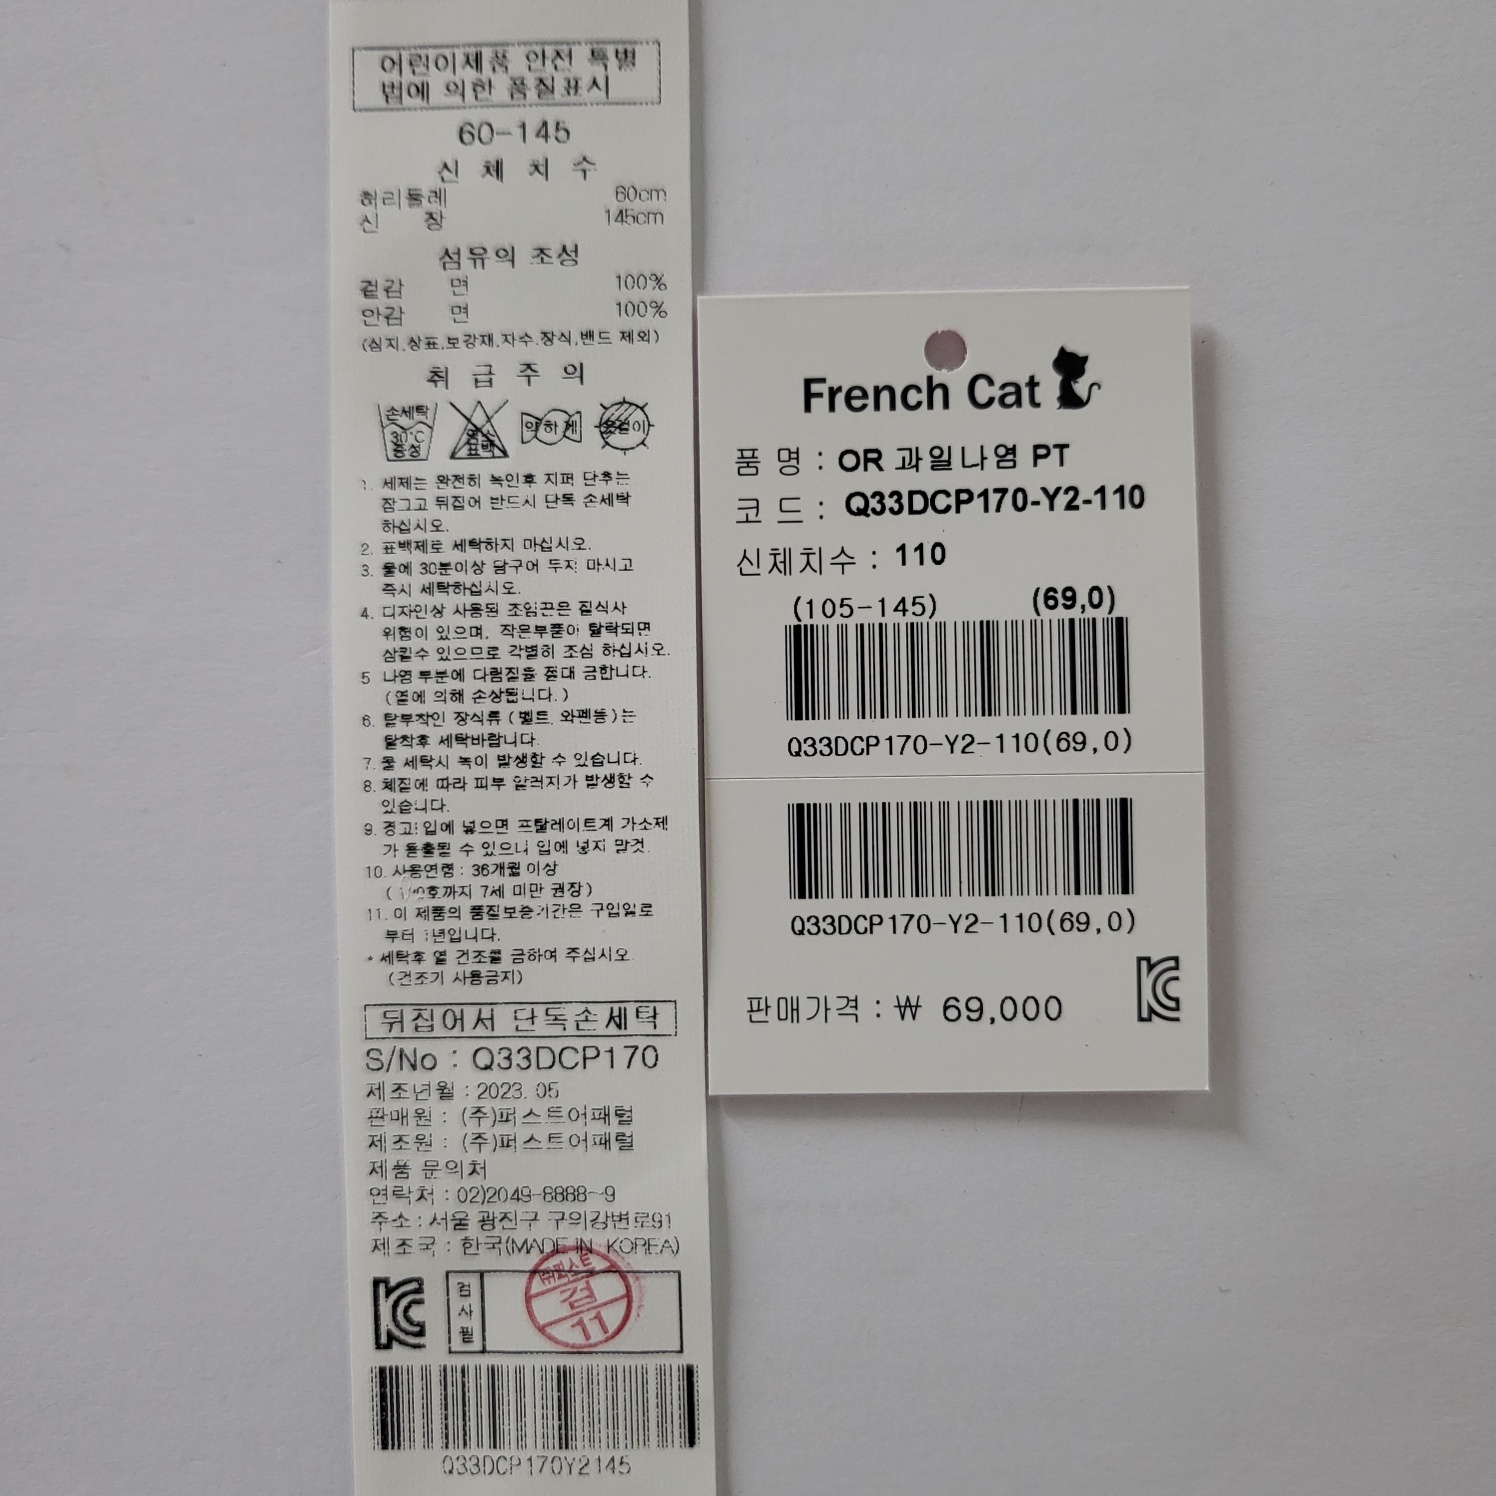 어린이제품 안전 특별
법에 의한 품질표시
60-145
신 체 치 수
허리둘레 60cm
신 장 145cm
섬유의 조성
겉감 면 100%
안감 면 100%
(심지,상표,보강재,자수,장식,밴드 제외)
취 급 주 의
손세탁 30℃ 중성
염소 표백
약하게
옷걸이
1. 세제는 완전히 녹인후 지퍼 단추는
잠그고 뒤집어 반드시 단독 손세탁
하십시오.
2. 표백제로 세탁하지 마십시오.
3. 물에 30분이상 담구어 두지 마시고
즉시 세탁하십시오.
4. 디자인상 사용된 조임끈은 질식사
위험이 있으며, 작은부품이 탈락되면
삼킬수 있으므로 각별히 조심 하십시오.
5 나염부분에 다림질을 절대 금합니다.
(열에 의해 손상됩니다.)
6. 탈부착인 장식류 (벨트, 와펜등)는
탈착후 세탁바랍니다.
7. 물 세탁시 녹이 발생할 수 있습니다.
8. 체질에 따라 피부 알러지가 발생할 수
있습니다.
9. 경고:입에 넣으면 프탈레이트계 가소제
가 용출될 수 있으니 입에 넣지 말것.
10. 사용연령 : 36개월 이상
호까지 7세 미만 권장)
11. 이 제품의 품질보증기간은 구입일로
부터 1년입니다.
* 세탁후 열 건조를 금하여 주십시오.
(건조기 사용금지)
뒤집어서 단독손세탁
S/No : Q33DCP170
제조년월 : 2023. 05
판매원 : (주)퍼스트어패럴
제조원 : (주)퍼스트어패럴
제품 문의처
연락처 : 02)2049-8888~9
주소 : 서울 광진구 구의강변로91
제조국 : 한국(MADE IN KOREA)
KC
검사필
㈜퍼스트
검
11
Q33DCP170Y2145
French Cat
품 명 : OR 과일나염 PT
코 드 : Q33DCP170-Y2-110
신체치수 : 110
(105-145) (69,0)
Q33DCP170-Y2-110(69,0)
Q33DCP170-Y2-110(69,0)
판매가격 : ₩ 69,000
KC